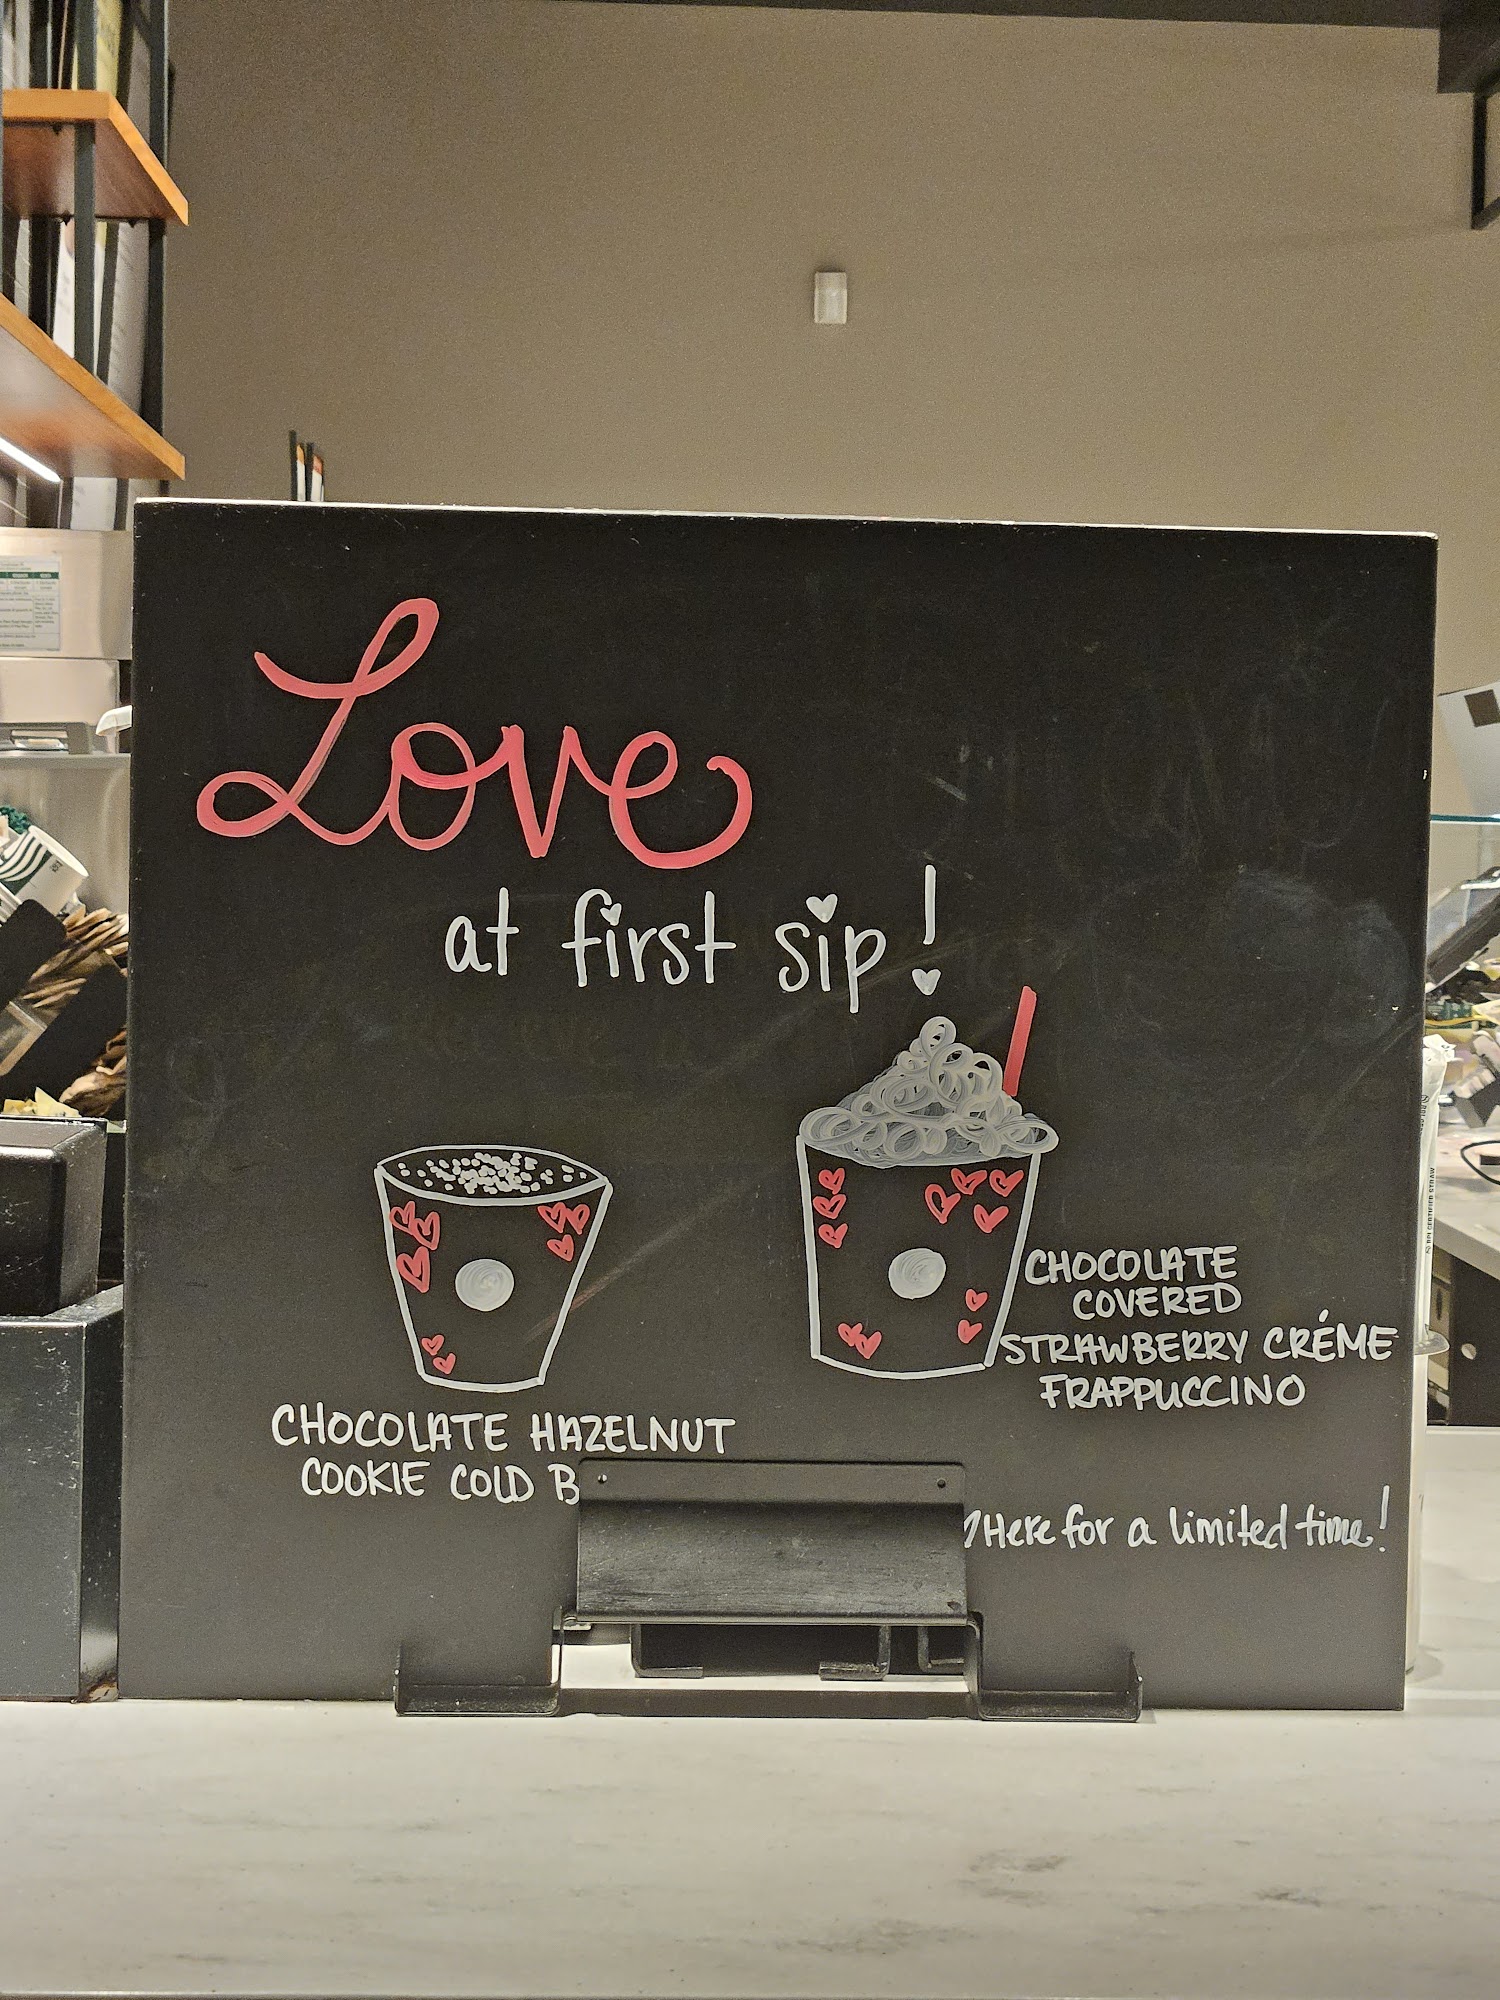 Love
at first sip!
CHOCOLATE HAZELNUT
COOKIE COLD B
CHOCOLATE
COVERED
STRAWBERRY CRÉME
FRAPPUCCINO
Here for a limited time!